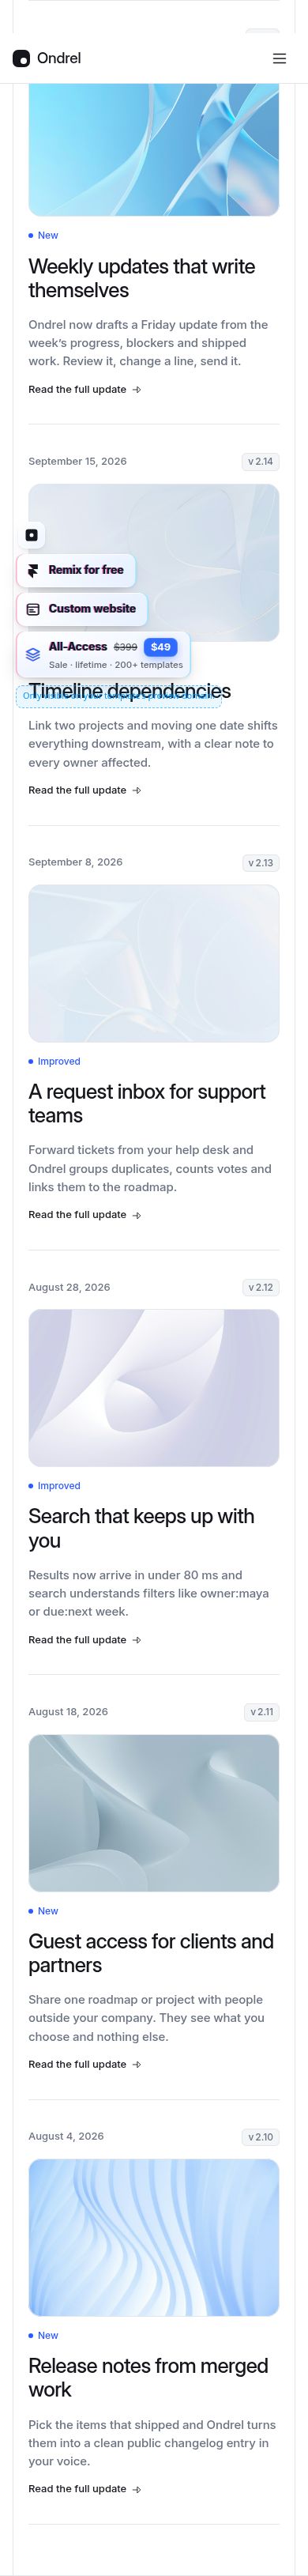 Ondrel
New
Weekly updates that write
themselves
Ondrel now drafts a Friday update from the
week's progress, blockers and shipped
work. Review it, change a line, send it.
Read the full update
September 15, 2026
v 2.14
Remix for free
Custom website
All-Access $399 $49
Sale · lifetime · 200+ templates
Timeline dependencies
Link two projects and moving one date shifts
everything downstream, with a clear note to
every owner affected.
Read the full update
September 8, 2026
v 2.13
Improved
A request inbox for support
teams
Forward tickets from your help desk and
Ondrel groups duplicates, counts votes and
links them to the roadmap.
Read the full update
August 28, 2026
v 2.12
Improved
Search that keeps up with
you
Results now arrive in under 80 ms and
search understands filters like owner:maya
or due:next week.
Read the full update
August 18, 2026
v 2.11
New
Guest access for clients and
partners
Share one roadmap or project with people
outside your company. They see what you
choose and nothing else.
Read the full update
August 4, 2026
v 2.10
New
Release notes from merged
work
Pick the items that shipped and Ondrel turns
them into a clean public changelog entry in
your voice.
Read the full update